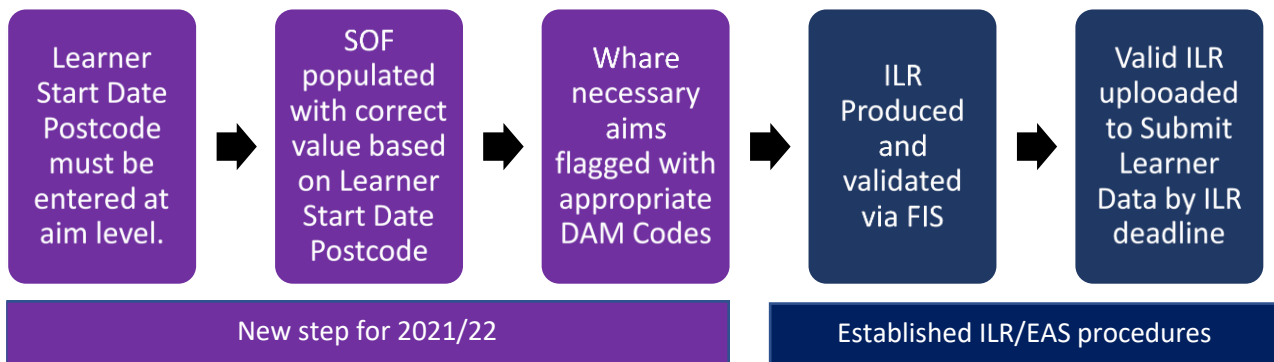 Learner
Start Date
Postcode
must be
entered at
aim level.
SOF
populated
with correct
value based
on Learner
Start Date
Postcode
Whare
necessary
aims
flagged with
appropriate
DAM Codes
ILR
Produced
and
validated
via FIS
Valid ILR
uplooaded
to Submit
Learner
Data by ILR
deadline
New step for 2021/22
Established ILR/EAS procedures